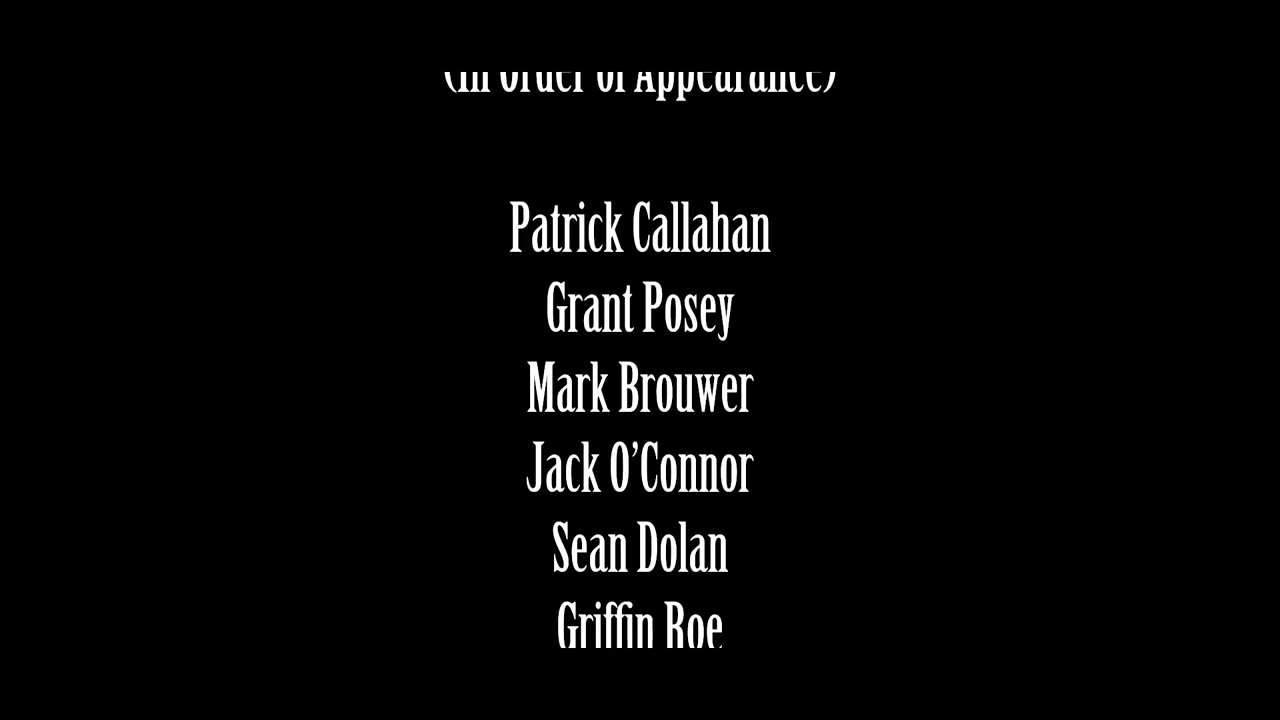 (In Order of Appearance)
Patrick Callahan
Grant Posey
Mark Brouwer
Jack O’Connor
Sean Dolan
Griffin Roe